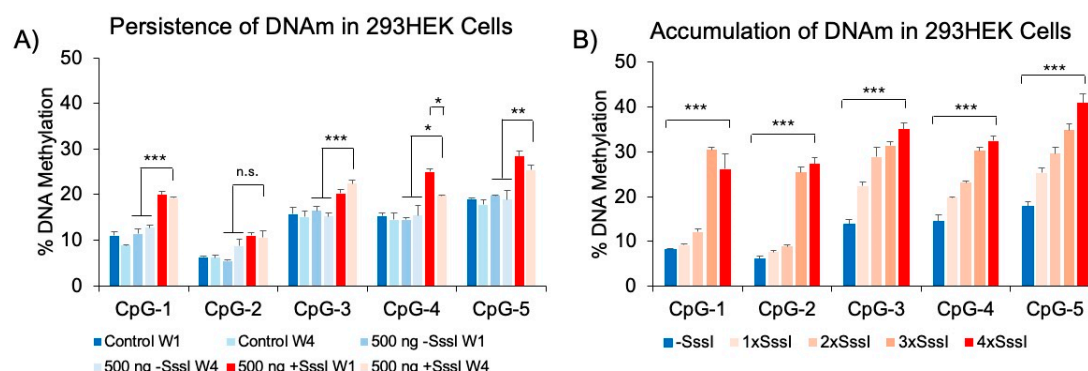 A)
Persistence of DNAm in 293HEK Cells
% DNA Methylation
50
40
30
20
10
0
***
n.s.
***
*
*
**
CpG-1 CpG-2 CpG-3 CpG-4 CpG-5
Control W1 Control W4 500 ng -SssI W1
500 ng -SssI W4 500 ng +SssI W1 500 ng +SssI W4
B)
Accumulation of DNAm in 293HEK Cells
% DNA Methylation
50
40
30
20
10
0
***
***
***
***
***
CpG-1 CpG-2 CpG-3 CpG-4 CpG-5
-SssI 1xSssI 2xSssI 3xSssI 4xSssI